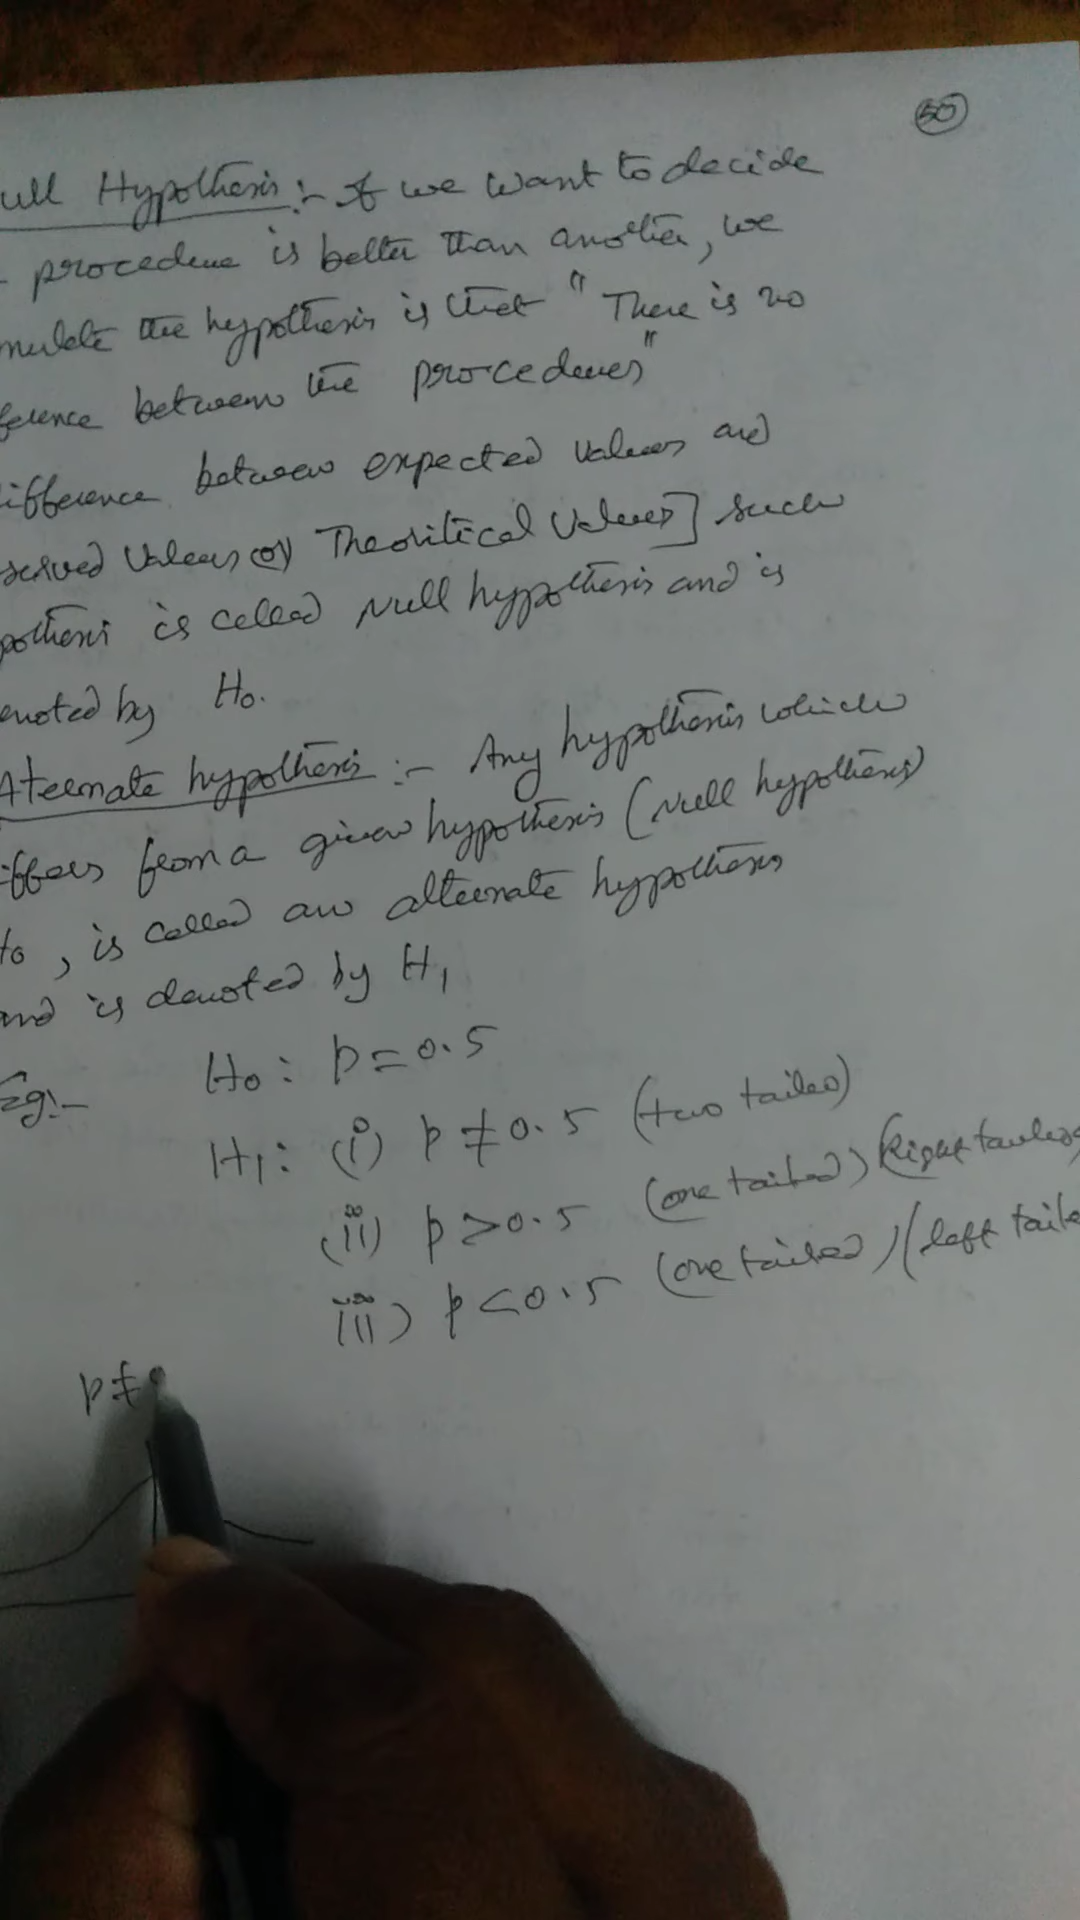 50
ull Hypothesis :- If we want to decide
procedure is better than another, we
mulate the hypothesis is that " There is no
ference between the procedures"
ifference between expected values and
served values (or) Theoritical values] such
pothesis is called Null hypothesis and is
enoted by H0.
Aternate hypothesis :- Any hypothesis which
iffers from a given hypothesis (Null hypothesis)
Ho , is called an alternate hypothesis
and is denoted by H1
Eg:- H0 : p = 0.5
H1 : (i) p ≠ 0.5 (two tailed)
(ii) p > 0.5 (one tailed) (Right tailed
iii) p < 0.5 (one tailed) (left taile
p ≠